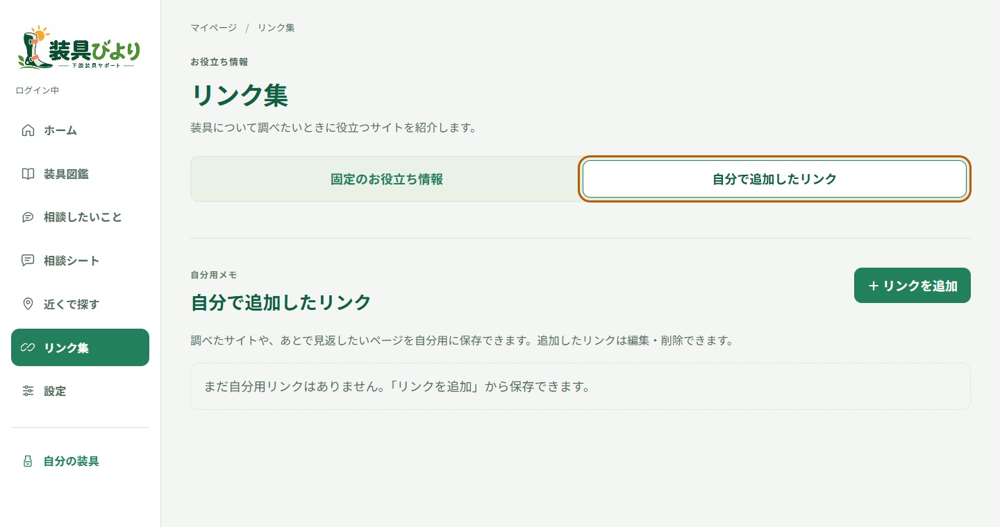 装具びより
下肢装具サポート
ログイン中
ホーム
装具図鑑
相談したいこと
相談シート
近くで探す
リンク集
設定
自分の装具
マイページ / リンク集
お役立ち情報
リンク集
装具について調べたいときに役立つサイトを紹介します。
固定のお役立ち情報
自分で追加したリンク
自分用メモ
自分で追加したリンク
＋ リンクを追加
調べたサイトや、あとで見返したいページを自分用に保存できます。追加したリンクは編集・削除できます。
まだ自分用リンクはありません。「リンクを追加」から保存できます。